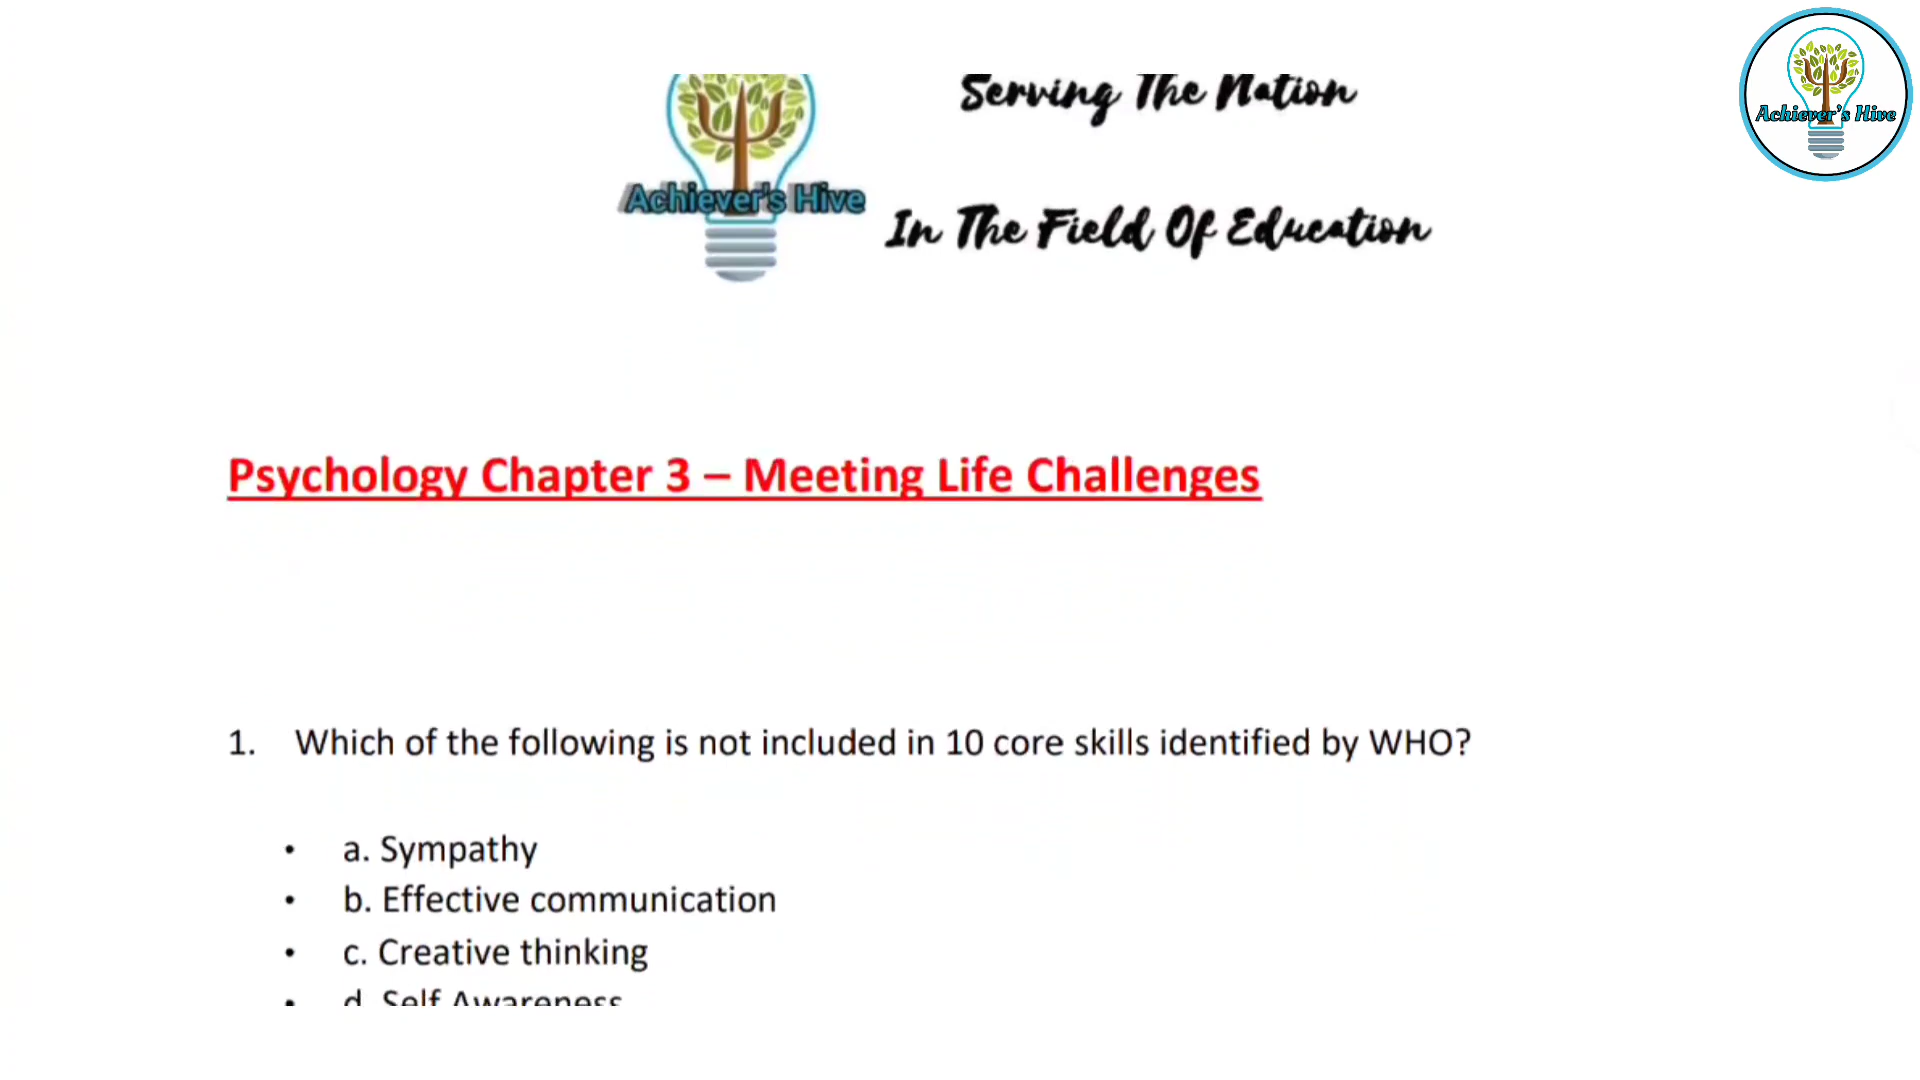 Serving The Nation
Achiever's Hive
Achiever's Hive
In The Field Of Education
Psychology Chapter 3 – Meeting Life Challenges
1. Which of the following is not included in 10 core skills identified by WHO?
• a. Sympathy
• b. Effective communication
• c. Creative thinking
• d. Self Awareness